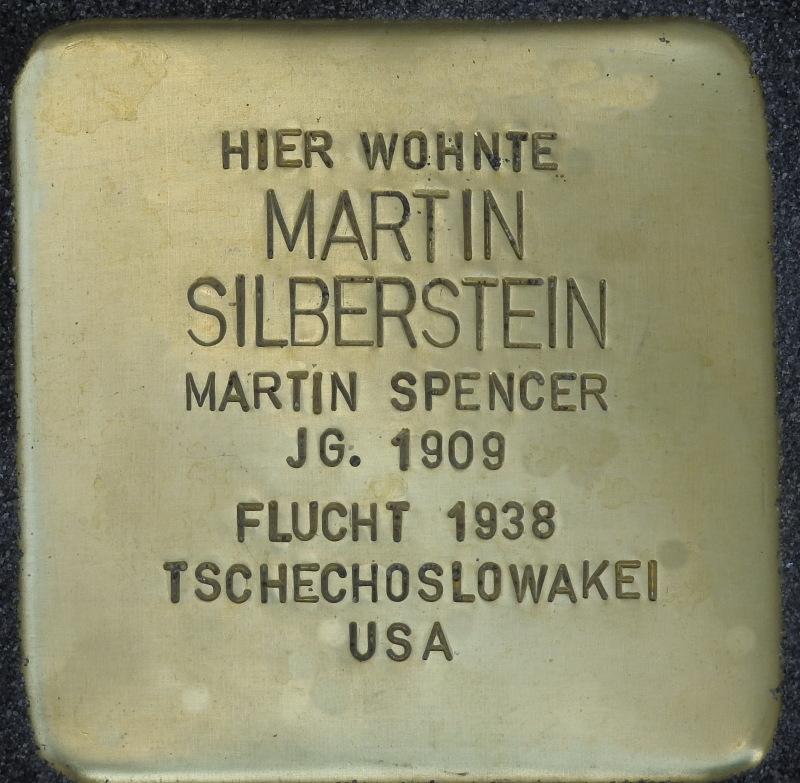 HIER WOHNTE
MARTIN
SILBERSTEIN
MARTIN SPENCER
JG. 1909
FLUCHT 1938
TSCHECHOSLOWAKEI
USA